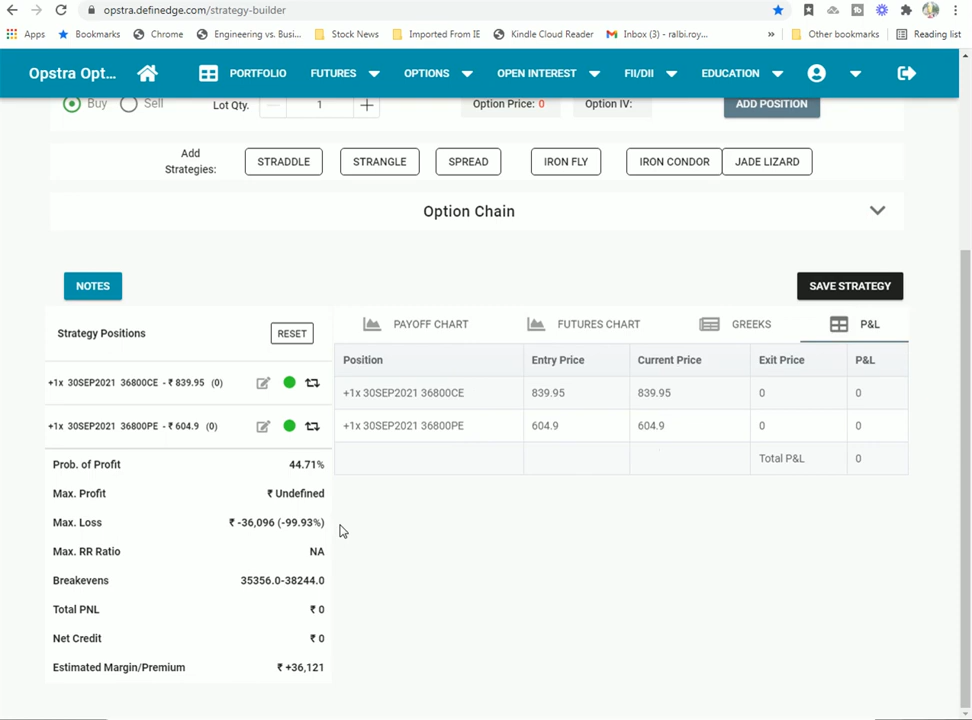 opstra.definedge.com/strategy-builder
Apps Bookmarks Chrome Engineering vs. Busi... Stock News Imported From IE Kindle Cloud Reader Inbox (3) - ralbi.roy... » Other bookmarks Reading list
Opstra Opt... PORTFOLIO FUTURES OPTIONS OPEN INTEREST FII/DII EDUCATION
Buy Sell Lot Qty. 1 Option Price: 0 Option IV: ADD POSITION
Add
Strategies:
STRADDLE STRANGLE SPREAD IRON FLY IRON CONDOR JADE LIZARD
Option Chain
NOTES SAVE STRATEGY
Strategy Positions RESET
PAYOFF CHART FUTURES CHART GREEKS P&L
Position Entry Price Current Price Exit Price P&L
+1x 30SEP2021 36800CE - ₹ 839.95 (0)
+1x 30SEP2021 36800CE 839.95 839.95 0 0
+1x 30SEP2021 36800PE - ₹ 604.9 (0)
+1x 30SEP2021 36800PE 604.9 604.9 0 0
Total P&L 0
Prob. of Profit 44.71%
Max. Profit ₹ Undefined
Max. Loss ₹ -36,096 (-99.93%)
Max. RR Ratio NA
Breakevens 35356.0-38244.0
Total PNL ₹ 0
Net Credit ₹ 0
Estimated Margin/Premium ₹ +36,121